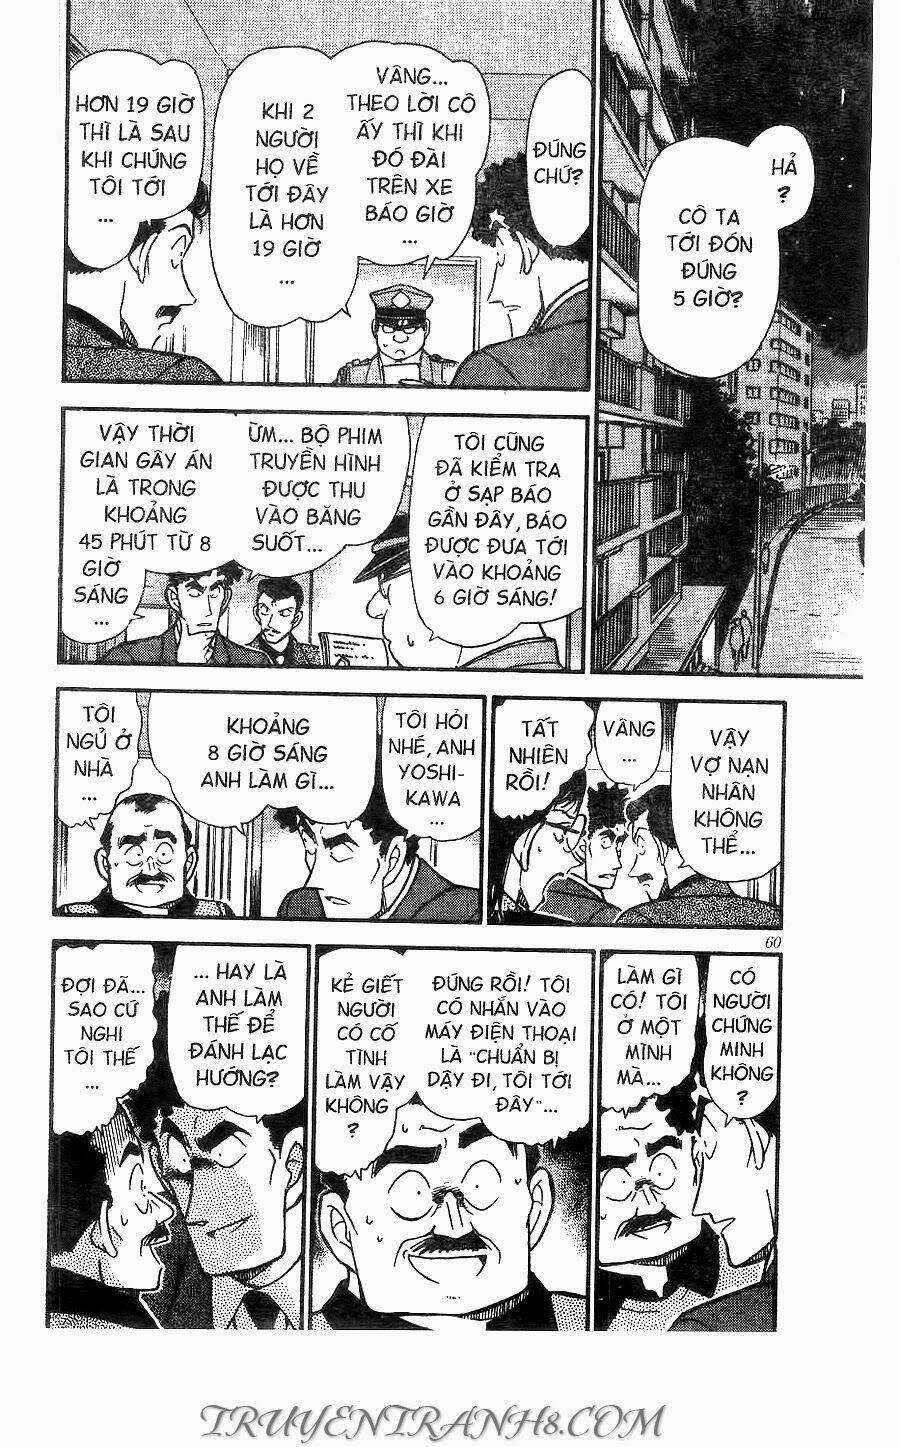 HẢ
?
CÔ TA
TỚI ĐÓN
ĐÚNG
5 GIỜ?
ĐÚNG
CHỨ?
VÂNG...
THEO LỜI CÔ
ẤY THÌ KHI
ĐÓ ĐÀI
TRÊN XE
BÁO GIỜ
...
KHI 2
NGƯỜI
HỌ VỀ
TỚI ĐÂY
LÀ HƠN
19 GIỜ
...
HƠN 19 GIỜ
THÌ LÀ SAU
KHI CHÚNG
TÔI TỚI
...
TÔI CŨNG
ĐÃ KIỂM TRA
Ở SẠP BÁO
GẦN ĐÂY, BÁO
ĐƯỢC ĐƯA TỚI
VÀO KHOẢNG
6 GIỜ SÁNG!
ỪM... BỘ PHIM
TRUYỀN HÌNH
ĐƯỢC THU
VÀO BĂNG
SUỐT...
VẬY THỜI
GIAN GÂY ÁN
LÀ TRONG
KHOẢNG
45 PHÚT TỪ 8
GIỜ
SÁNG
...
VẬY
VỢ NẠN
NHÂN
KHÔNG
THỂ...
VÂNG
...
TẤT
NHIÊN
RỒI!
TÔI HỎI
NHÉ, ANH
YOSHI-
KAWA
...
KHOẢNG
8 GIỜ SÁNG
ANH LÀM GÌ...
TÔI
NGỦ Ở
NHÀ
...
60
CÓ
NGƯỜI
CHỨNG
MINH
KHÔNG
?
LÀM GÌ
CÓ! TÔI
Ở MỘT
MÌNH
MÀ...
ĐÚNG RỒI! TÔI
CÓ NHẮN VÀO
MÁY ĐIỆN THOẠI
LÀ "CHUẨN BỊ
DẬY ĐI, TÔI TỚI
ĐÂY"...
KẺ GIẾT
NGƯỜI
CÓ CỐ
TÌNH
LÀM VẬY
KHÔNG
?
... HAY LÀ
ANH LÀM
THẾ ĐỂ
ĐÁNH LẠC
HƯỚNG?
ĐỢI ĐÃ...
SAO CỨ
NGHI
TÔI THẾ
...
TRUYENTRANH8.COM